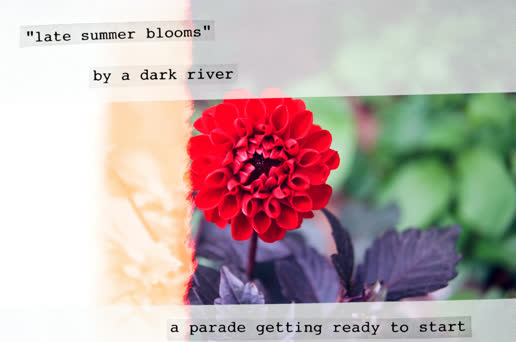 "late summer blooms"
by a dark river
a parade getting ready to start